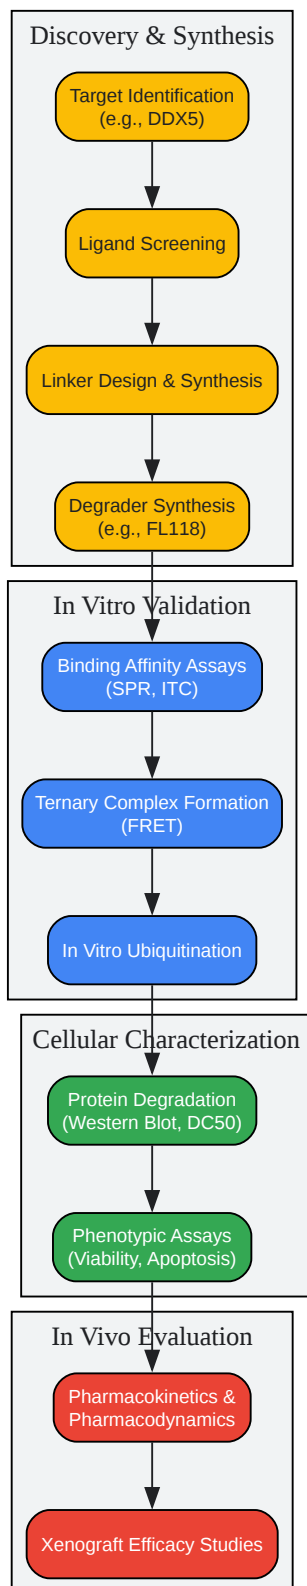 Discovery & Synthesis
Target Identification
(e.g., DDX5)
Ligand Screening
Linker Design & Synthesis
Degrader Synthesis
(e.g., FL118)
In Vitro Validation
Binding Affinity Assays
(SPR, ITC)
Ternary Complex Formation
(FRET)
In Vitro Ubiquitination
Cellular Characterization
Protein Degradation
(Western Blot, DC50)
Phenotypic Assays
(Viability, Apoptosis)
In Vivo Evaluation
Pharmacokinetics &
Pharmacodynamics
Xenograft Efficacy Studies